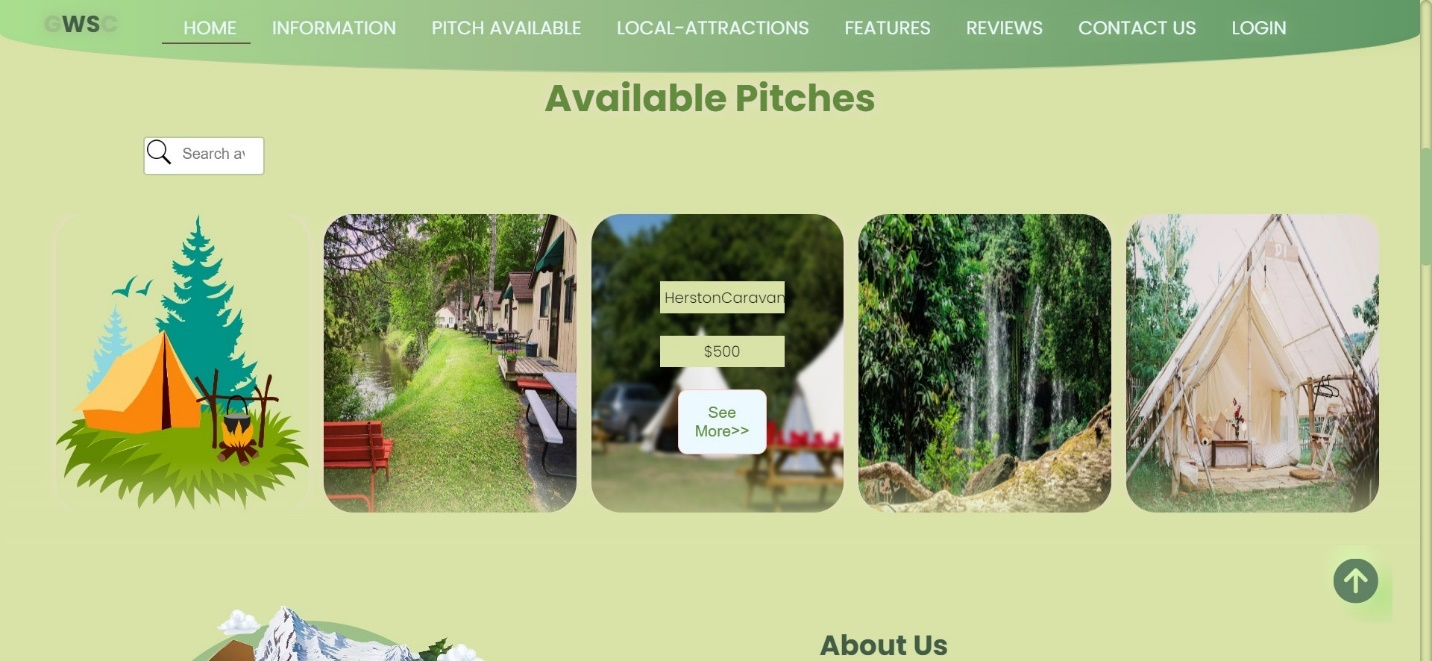 GWSC
HOME
INFORMATION
PITCH AVAILABLE
LOCAL-ATTRACTIONS
FEATURES
REVIEWS
CONTACT US
LOGIN
Available Pitches
Search av
HerstonCaravan
$500
See
More>>
About Us